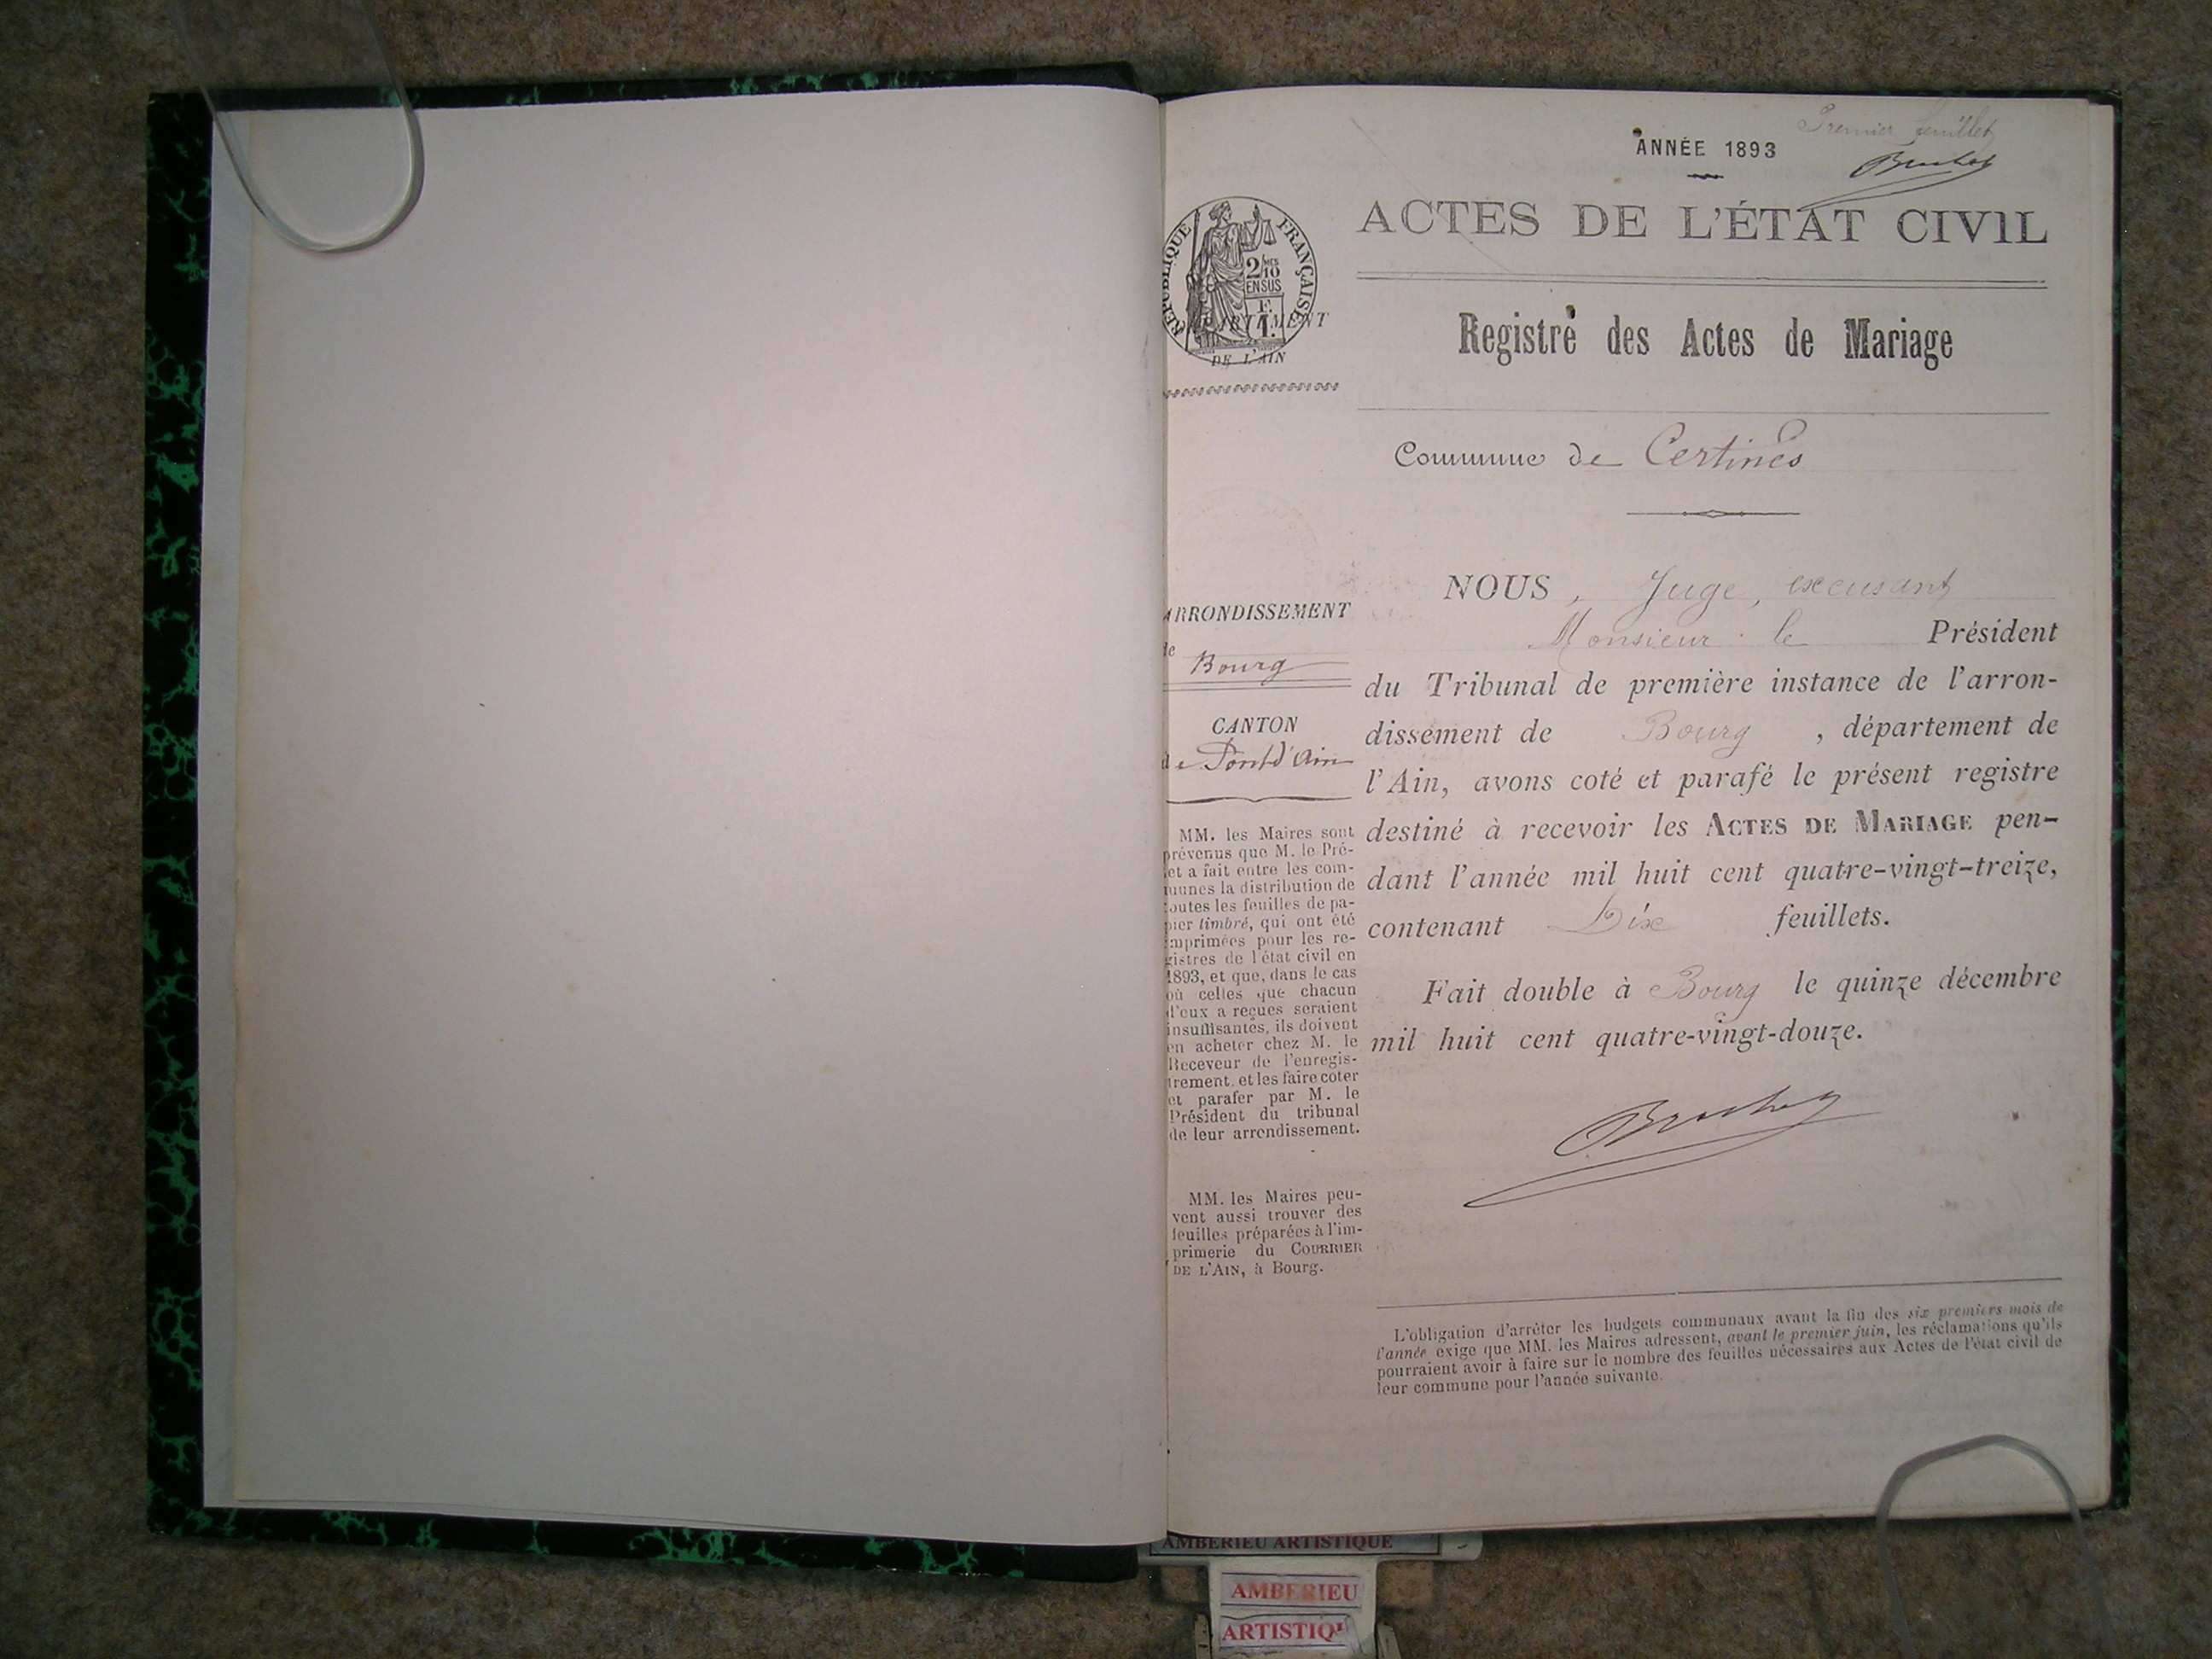 Premier feuillet
ANNÉE 1893
ACTES DE L'ÉTAT CIVIL
RÉPUBLIQUE FRANÇAISE
2/10 MES
EN SUS
F.
1.
DÉPARTEMENT
DE L'AIN
Registre des Actes de Mariage
Commune de Certines
ARRONDISSEMENT
de
Bourg
CANTON
de Pont d'Ain
MM. les Maires sont
prévenus que M. le Pré-
et a fait entre les com-
munes la distribution de
toutes les feuilles de pa-
pier timbré, qui ont été
imprimées pour les re-
gistres de l'état civil en
1893, et que, dans le cas
où celles que chacun
d'eux a reçues seraient
insuffisantes, ils doivent
en acheter chez M. le
Receveur de l'enregis-
trement, et les faire coter
et parafer par M. le
Président du tribunal
de leur arrondissement.
MM. les Maires peu-
vent aussi trouver des
feuilles préparées à l'im-
primerie du COURRIER
DE L'AIN, à Bourg.
NOUS, Juge, excusant
Monsieur le Président
du Tribunal de première instance de l'arron-
dissement de Bourg, département de
l'Ain, avons coté et parafé le présent registre
destiné à recevoir les ACTES DE MARIAGE pen-
dant l'année mil huit cent quatre-vingt-treize,
contenant Dix feuillets.
Fait double à Bourg le quinze décembre
mil huit cent quatre-vingt-douze.
L'obligation d'arrêter les budgets communaux avant la fin des six premiers mois de
l'année exige que MM. les Maires adressent, avant le premier juin, les réclamations qu'ils
pourraient avoir à faire sur le nombre des feuilles nécessaires aux Actes de l'état civil de
leur commune pour l'année suivante.
AMBERIEU ARTISTIQUE
AMBERIEU
ARTISTIQU